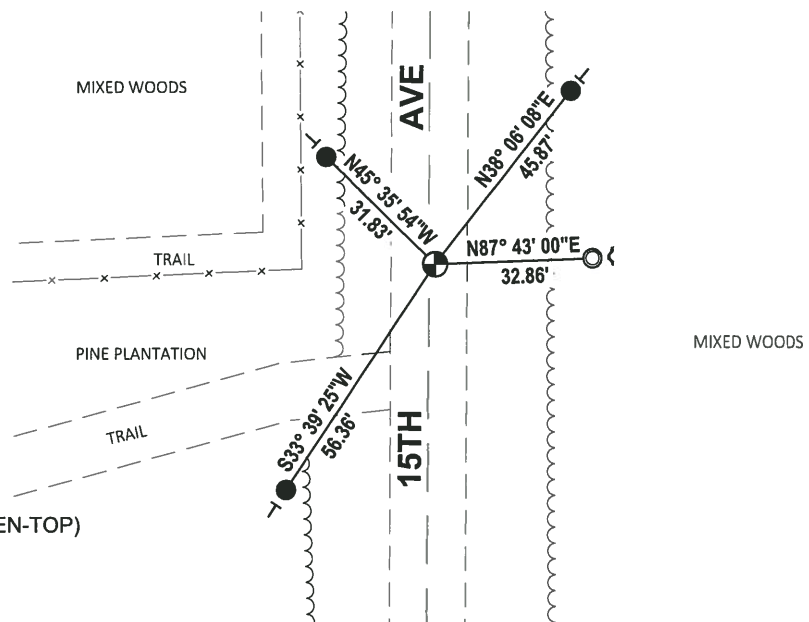 MIXED WOODS
AVE
N38° 06' 08"E
45.87'
N45° 35' 54"W
31.83'
N87° 43' 00"E
32.86'
TRAIL
PINE PLANTATION
MIXED WOODS
S33° 39' 25"W
56.36'
15TH
TRAIL
EN-TOP)